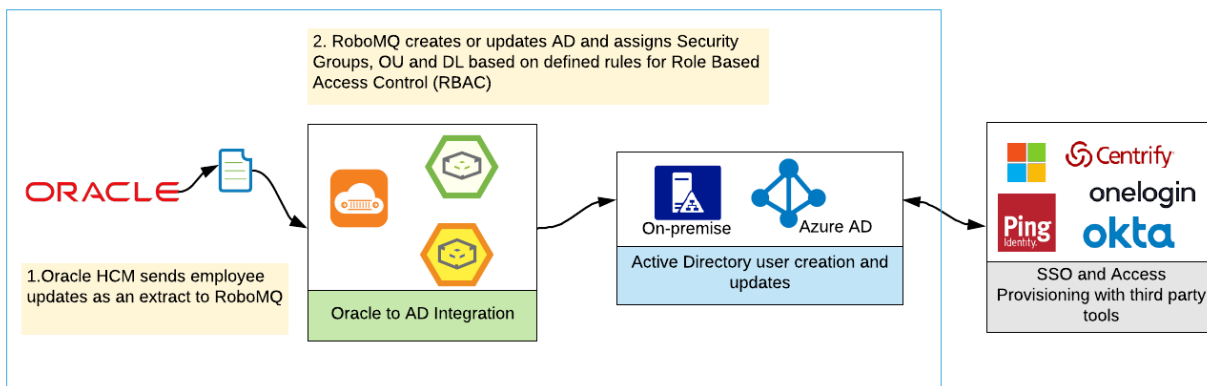 2. RoboMQ creates or updates AD and assigns Security
Groups, OU and DL based on defined rules for Role Based
Access Control (RBAC)
ORACLE
1.Oracle HCM sends employee
updates as an extract to RoboMQ
Oracle to AD Integration
On-premise
Azure AD
Active Directory user creation and
updates
Centrify
onelogin
Ping
Identity.
okta
SSO and Access
Provisioning with third party
tools